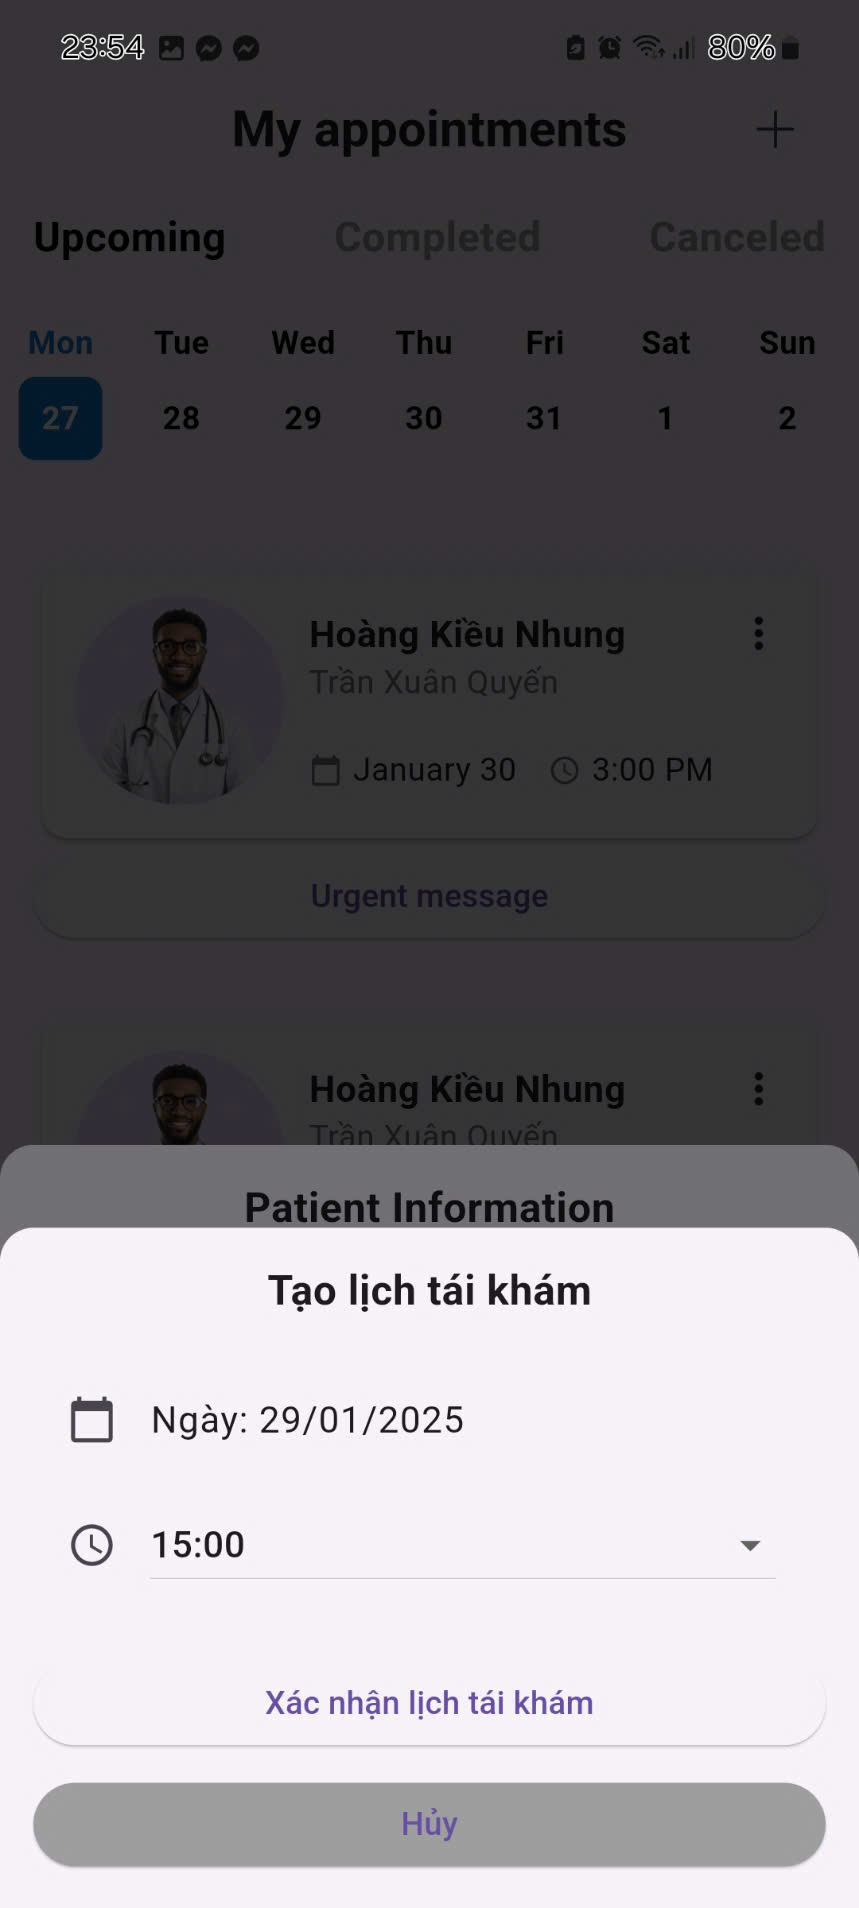 23:54 80%
My appointments
Upcoming Completed Canceled
Mon Tue Wed Thu Fri Sat Sun
27 28 29 30 31 1 2
Hoàng Kiều Nhung
Trần Xuân Quyến
January 30 3:00 PM
Urgent message
Hoàng Kiều Nhung
Trần Xuân Quyến
Patient Information
Tạo lịch tái khám
Ngày: 29/01/2025
15:00
Xác nhận lịch tái khám
Hủy